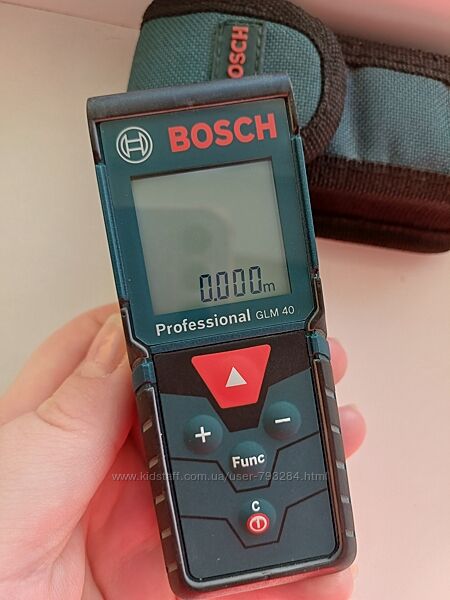 BOSCH
BOSCH
0.000m
Professional GLM 40
+
−
Func
www.kidstaff.com.ua/user-793284.html
C